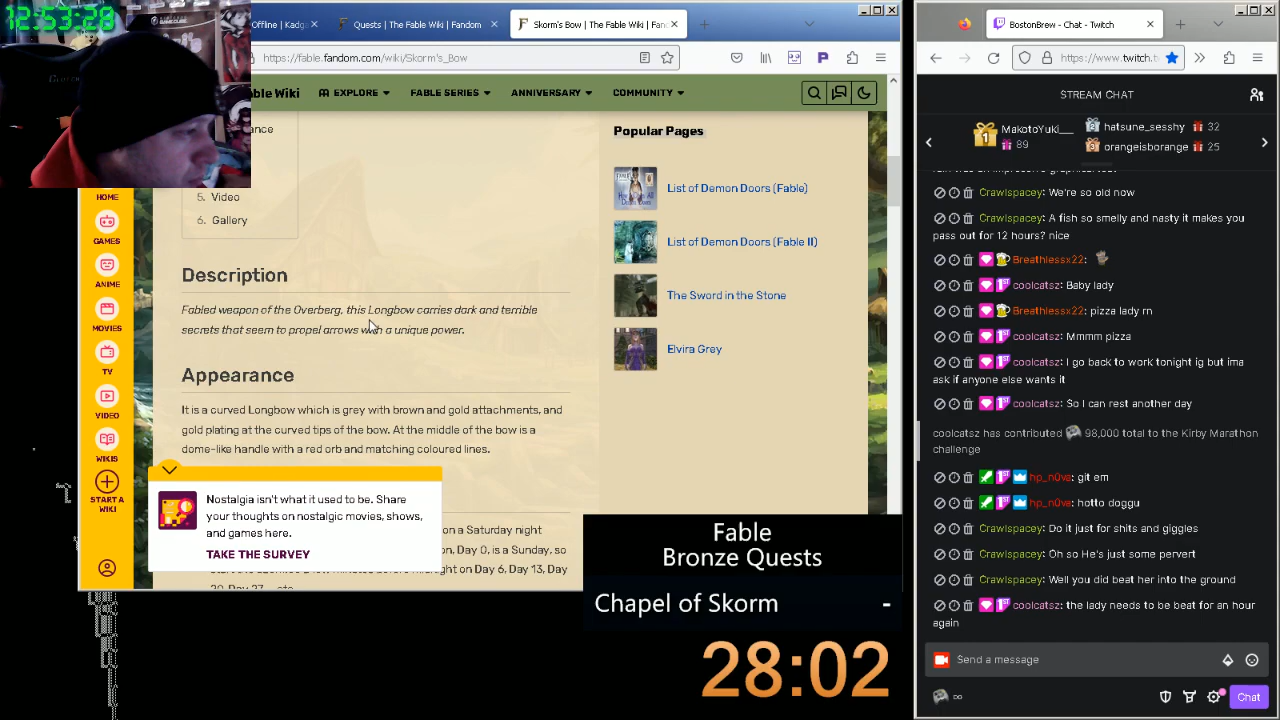 12:53:28
Offline | Kadg
Quests | The Fable Wiki | Fandom
Skorm's Bow | The Fable Wiki | Fan
https://fable.fandom.com/wiki/Skorm's_Bow
ble Wiki
EXPLORE
FABLE SERIES
ANNIVERSARY
COMMUNITY
ance
5. Video
6. Gallery
HOME
GAMES
ANIME
MOVIES
TV
VIDEO
WIKIS
START A
WIKI
Description
Fabled weapon of the Overberg, this Longbow carries dark and terrible
secrets that seem to propel arrows with a unique power.
Appearance
It is a curved Longbow which is grey with brown and gold attachments, and
gold plating at the curved tips of the bow. At the middle of the bow is a
dome-like handle with a red orb and matching coloured lines.
on a Saturday night
on, Day 0, is a Sunday, so
ght on Day 6, Day 13, Day
Nostalgia isn't what it used to be. Share
your thoughts on nostalgic movies, shows,
and games here.
TAKE THE SURVEY
Popular Pages
List of Demon Doors (Fable)
List of Demon Doors (Fable II)
The Sword in the Stone
Elvira Grey
Fable
Bronze Quests
Chapel of Skorm -
28:02
BostonBrew - Chat - Twitch
https://www.twitch.t
STREAM CHAT
1 MakotoYuki___
89
2 hatsune_sesshy 32
3 orangeisborange 25
Crawlspacey: We're so old now
Crawlspacey: A fish so smelly and nasty it makes you
pass out for 12 hours? nice
Breathlessx22:
coolcatsz: Baby lady
Breathlessx22: pizza lady rn
coolcatsz: Mmmm pizza
coolcatsz: I go back to work tonight ig but ima
ask if anyone else wants it
coolcatsz: So I can rest another day
coolcatsz has contributed 98,000 total to the Kirby Marathon
challenge
hp_n0va: git em
hp_n0va: hotto doggu
Crawlspacey: Do it just for shits and giggles
Crawlspacey: Oh so He's just some pervert
Crawlspacey: Well you did beat her into the ground
coolcatsz: the lady needs to be beat for an hour
again
Send a message
∞
Chat